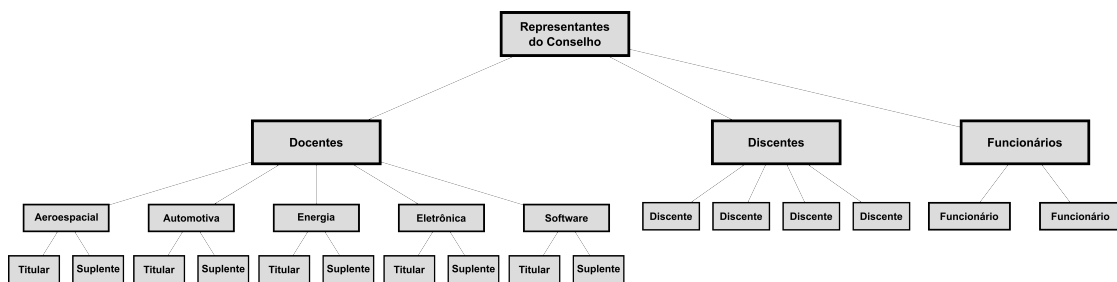 Representantes
do Conselho
Docentes
Discentes
Funcionários
Aeroespacial
Automotiva
Energia
Eletrônica
Software
Discente
Discente
Discente
Discente
Funcionário
Funcionário
Titular
Suplente
Titular
Suplente
Titular
Suplente
Titular
Suplente
Titular
Suplente